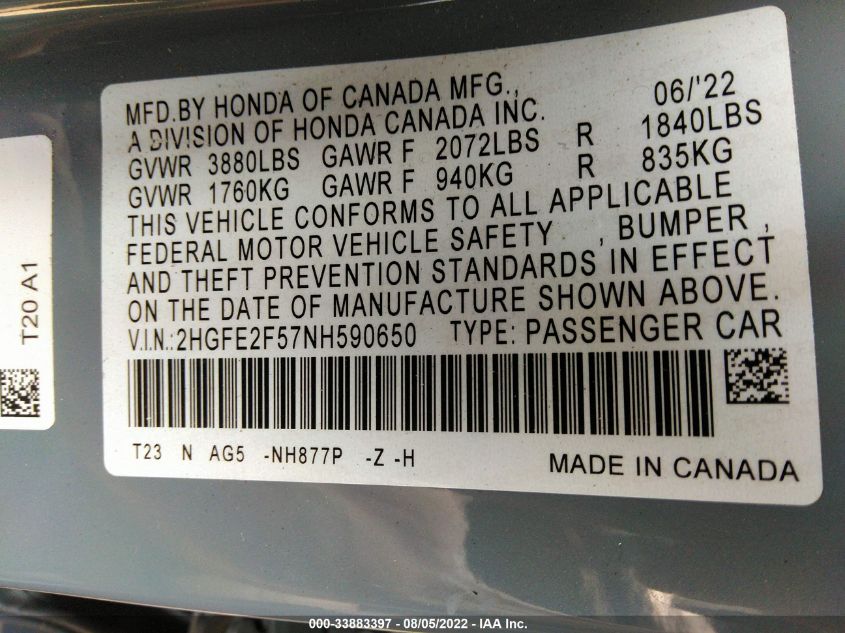 MFD.BY HONDA OF CANADA MFG., 06/'22
A DIVISION OF HONDA CANADA INC.
GVWR 3880LBS GAWR F 2072LBS R 1840LBS
GVWR 1760KG GAWR F 940KG R 835KG
THIS VEHICLE CONFORMS TO ALL APPLICABLE
FEDERAL MOTOR VEHICLE SAFETY , BUMPER ,
AND THEFT PREVENTION STANDARDS IN EFFECT
ON THE DATE OF MANUFACTURE SHOWN ABOVE.
V.I.N.:2HGFE2F57NH590650 TYPE: PASSENGER CAR
T23 N AG5 -NH877P -Z -H
MADE IN CANADA
T20 A1
000-33883397 - 08/05/2022 - IAA Inc.